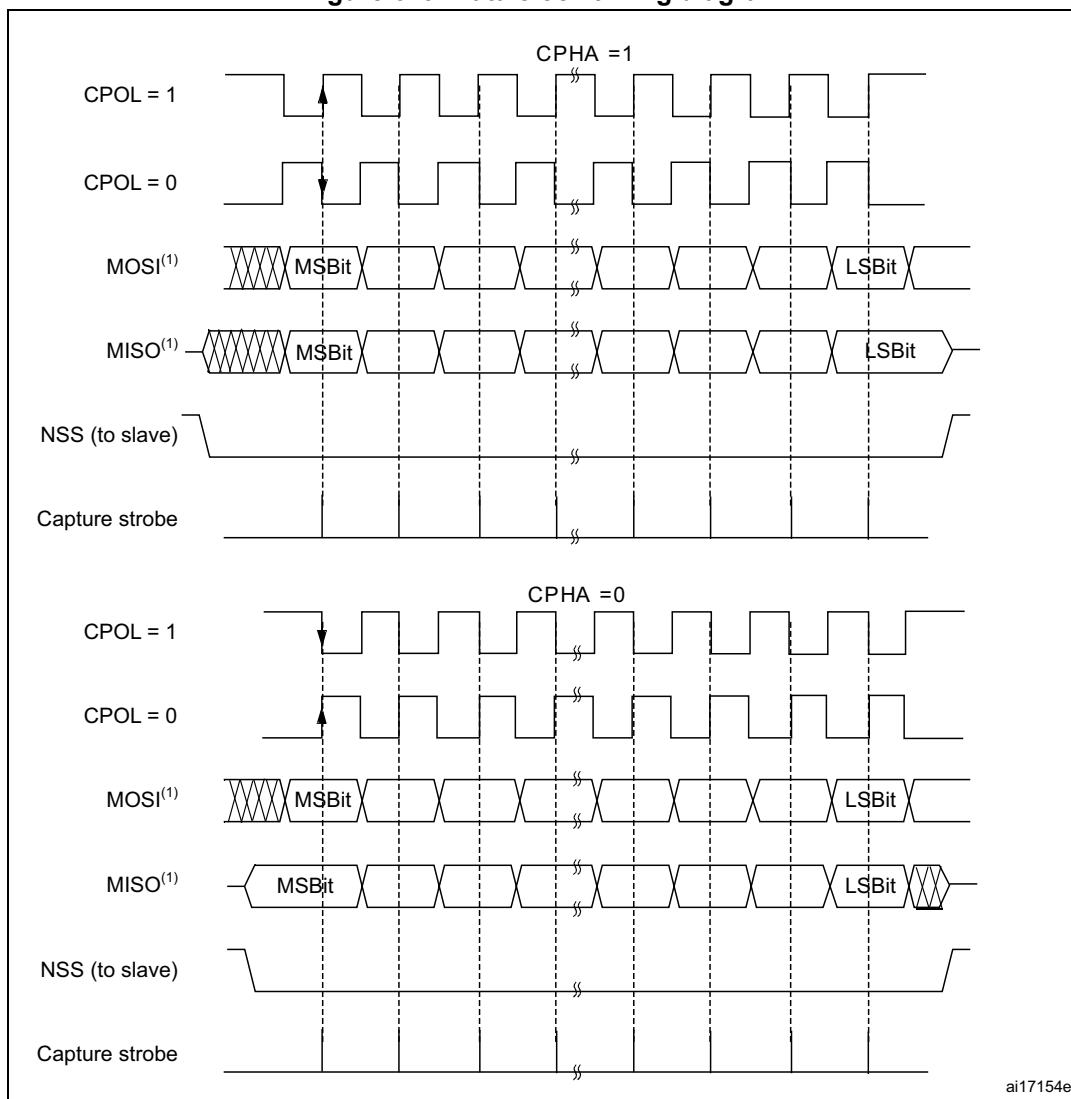 CPHA =1
CPOL = 1
CPOL = 0
MOSI(1)
MSBit
LSBit
MISO(1)
MSBit
LSBit
NSS (to slave)
Capture strobe
CPHA =0
CPOL = 1
CPOL = 0
MOSI(1)
MSBit
LSBit
MISO(1)
MSBit
LSBit
NSS (to slave)
Capture strobe
ai17154e